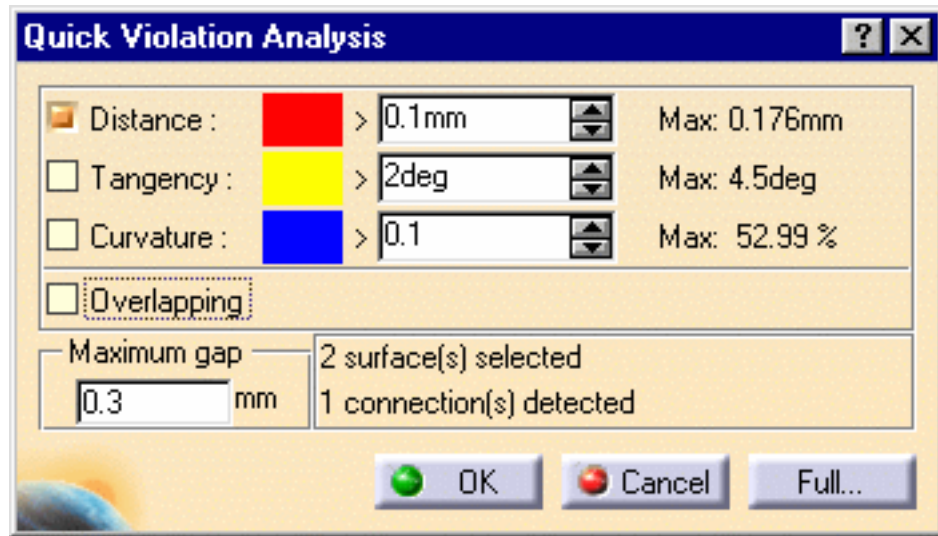 Quick Violation Analysis ? X
Distance : > 0.1mm Max: 0.176mm
Tangency : > 2deg Max: 4.5deg
Curvature : > 0.1 Max: 52.99 %
Overlapping
Maximum gap
0.3 mm
2 surface(s) selected
1 connection(s) detected
OK Cancel Full...